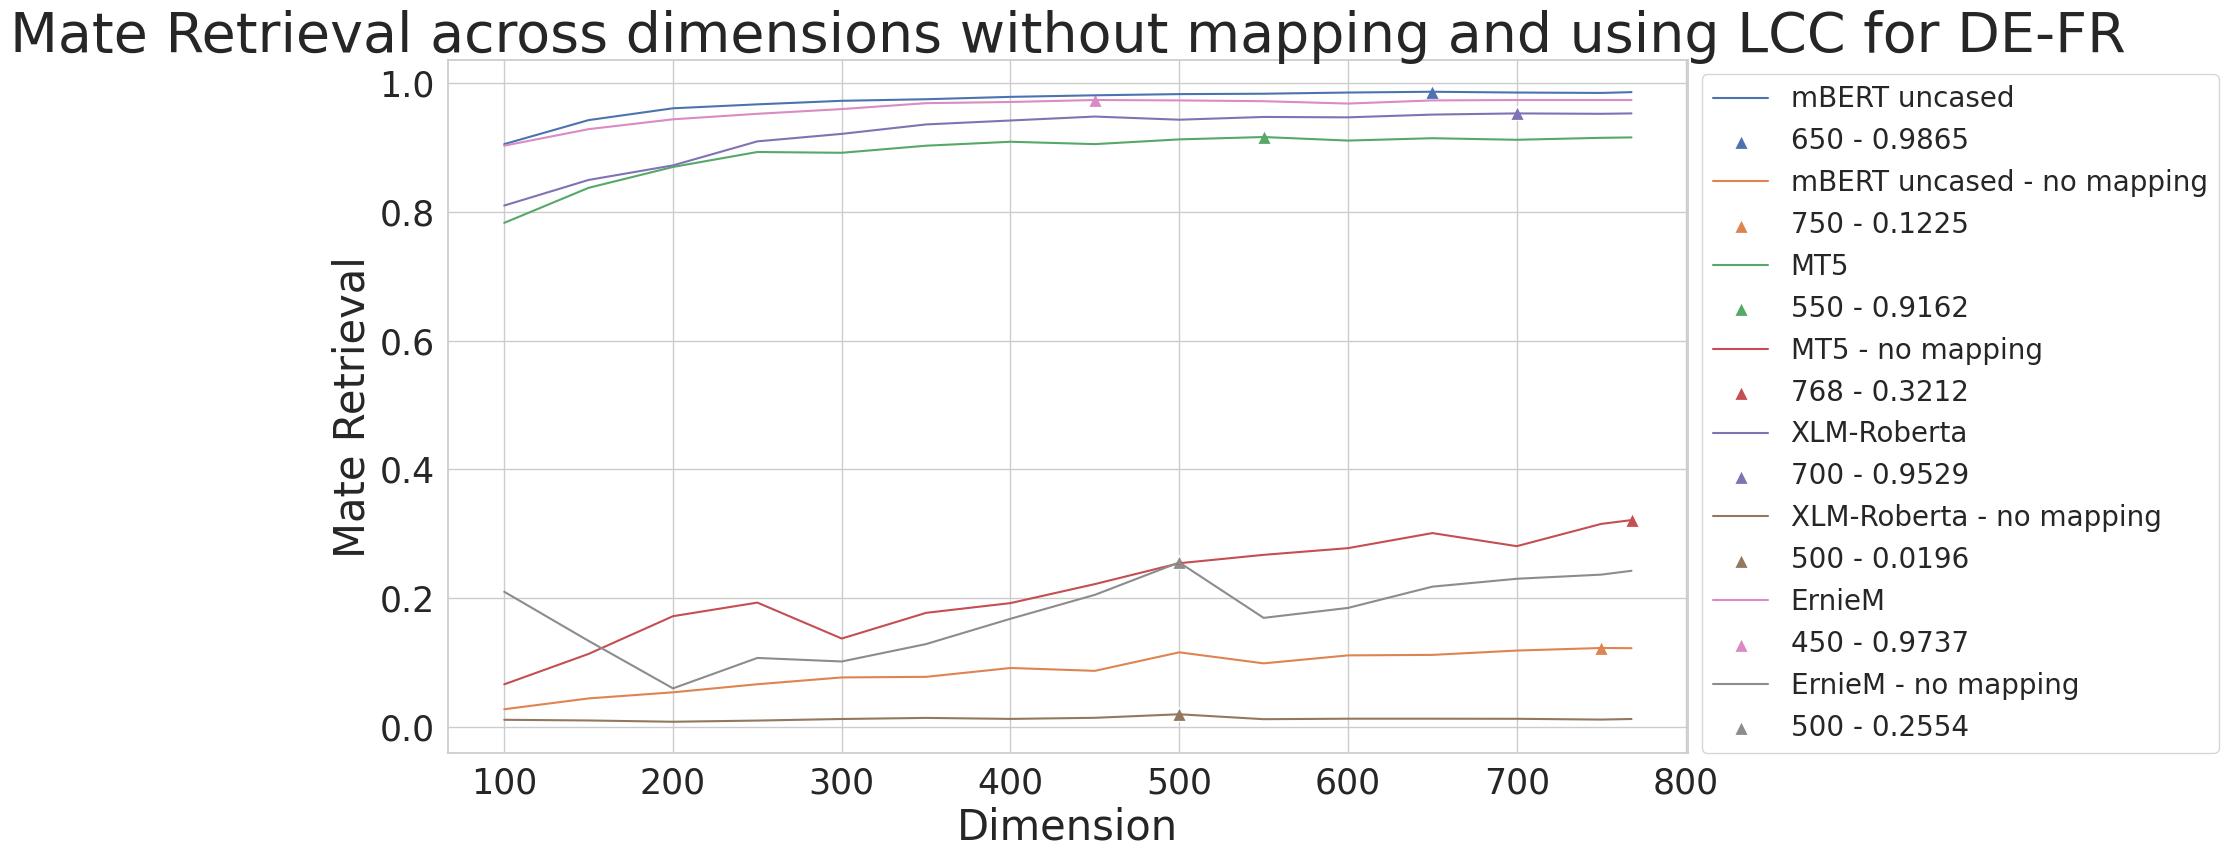 Mate Retrieval across dimensions without mapping and using LCC for DE-FR
Mate Retrieval
1.0
0.8
0.6
0.4
0.2
0.0
100 200 300 400 500 600 700 800
Dimension
mBERT uncased
650 - 0.9865
mBERT uncased - no mapping
750 - 0.1225
MT5
550 - 0.9162
MT5 - no mapping
768 - 0.3212
XLM-Roberta
700 - 0.9529
XLM-Roberta - no mapping
500 - 0.0196
ErnieM
450 - 0.9737
ErnieM - no mapping
500 - 0.2554